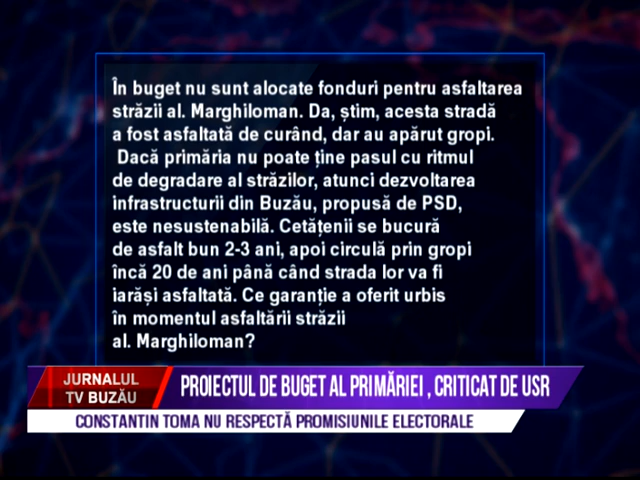 În buget nu sunt alocate fonduri pentru asfaltarea
străzii al. Marghiloman. Da, știm, acesta stradă
a fost asfaltată de curând, dar au apărut gropi.
Dacă primăria nu poate ține pasul cu ritmul
de degradare al străzilor, atunci dezvoltarea
infrastructurii din Buzău, propusă de PSD,
este nesustenabilă. Cetățenii se bucură
de asfalt bun 2-3 ani, apoi circulă prin gropi
încă 20 de ani până când strada lor va fi
iarăși asfaltată. Ce garanție a oferit urbis
în momentul asfaltării străzii
al. Marghiloman?
JURNALUL
TV BUZĂU
PROIECTUL DE BUGET AL PRIMĂRIEI , CRITICAT DE USR
CONSTANTIN TOMA NU RESPECTĂ PROMISIUNILE ELECTORALE